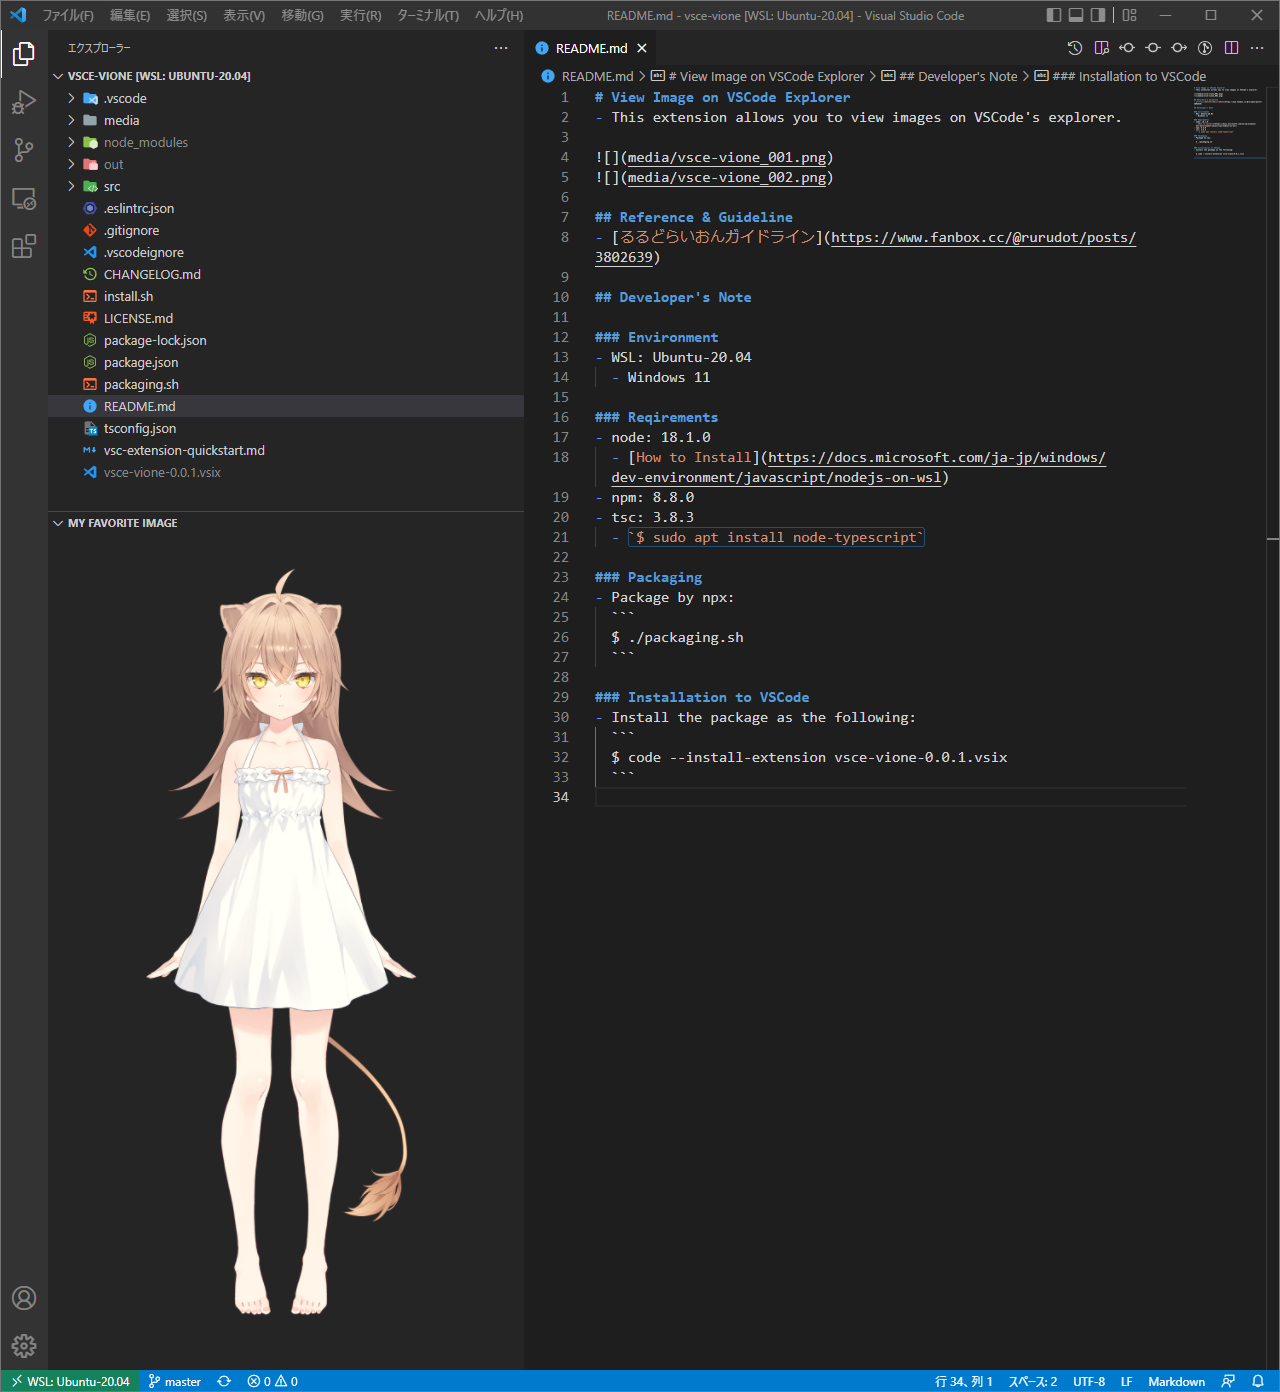 ファイル(F) 編集(E) 選択(S) 表示(V) 移動(G) 実行(R) ターミナル(T) ヘルプ(H) README.md - vsce-vione [WSL: Ubuntu-20.04] - Visual Studio Code
エクスプローラー
VSCE-VIONE [WSL: UBUNTU-20.04]
.vscode
media
node_modules
out
src
.eslintrc.json
.gitignore
.vscodeignore
CHANGELOG.md
install.sh
LICENSE.md
package-lock.json
package.json
packaging.sh
README.md
tsconfig.json
vsc-extension-quickstart.md
vsce-vione-0.0.1.vsix
MY FAVORITE IMAGE
README.md
README.md > # View Image on VSCode Explorer > ## Developer's Note > ### Installation to VSCode
1 # View Image on VSCode Explorer
2 - This extension allows you to view images on VSCode's explorer.
3
4 ![](media/vsce-vione_001.png)
5 ![](media/vsce-vione_002.png)
6
7 ## Reference & Guideline
8 - [るるどらいおんガイドライン](https://www.fanbox.cc/@rurudot/posts/
3802639)
9
10 ## Developer's Note
11
12 ### Environment
13 - WSL: Ubuntu-20.04
14 - Windows 11
15
16 ### Reqirements
17 - node: 18.1.0
18 - [How to Install](https://docs.microsoft.com/ja-jp/windows/
dev-environment/javascript/nodejs-on-wsl)
19 - npm: 8.8.0
20 - tsc: 3.8.3
21 - `$ sudo apt install node-typescript`
22
23 ### Packaging
24 - Package by npx:
25 ```
26 $ ./packaging.sh
27 ```
28
29 ### Installation to VSCode
30 - Install the package as the following:
31 ```
32 $ code --install-extension vsce-vione-0.0.1.vsix
33 ```
34
WSL: Ubuntu-20.04 master 0 0 行 34、列 1 スペース: 2 UTF-8 LF Markdown